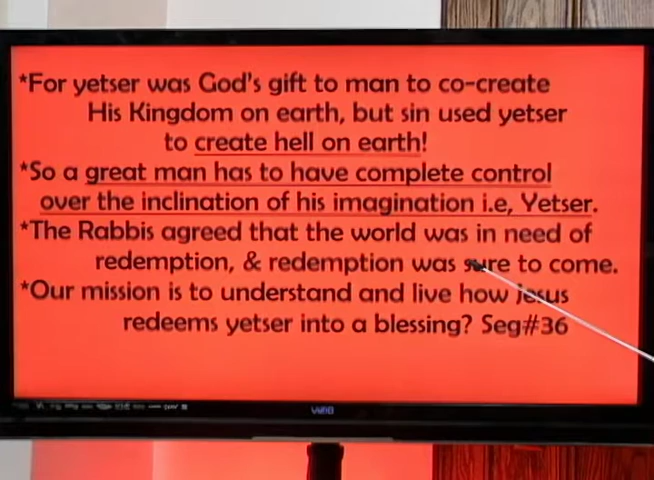 *For yetser was God's gift to man to co-create
His Kingdom on earth, but sin used yetser
to create hell on earth!
*So a great man has to have complete control
over the inclination of his imagination i.e, Yetser.
*The Rabbis agreed that the world was in need of
redemption, & redemption was sure to come.
*Our mission is to understand and live how Jesus
redeems yetser into a blessing? Seg#36
VIZIO